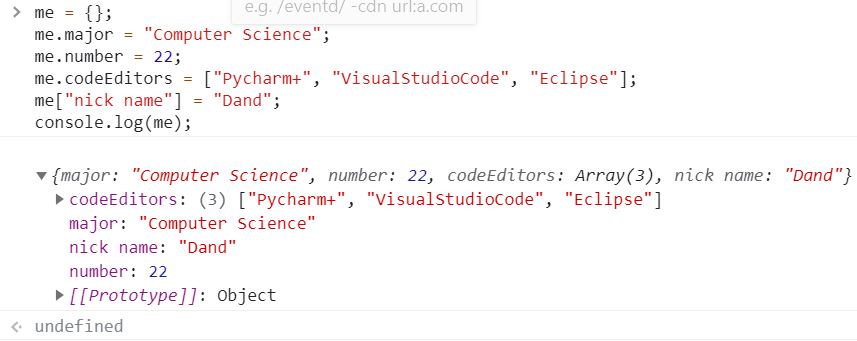 e.g. /eventd/ -cdn url:a.com
me = {};
me.major = "Computer Science";
me.number = 22;
me.codeEditors = ["Pycharm+", "VisualStudioCode", "Eclipse"];
me["nick name"] = "Dand";
console.log(me);
{major: "Computer Science", number: 22, codeEditors: Array(3), nick name: "Dand"}
codeEditors: (3) ["Pycharm+", "VisualStudioCode", "Eclipse"]
major: "Computer Science"
nick name: "Dand"
number: 22
[[Prototype]]: Object
undefined